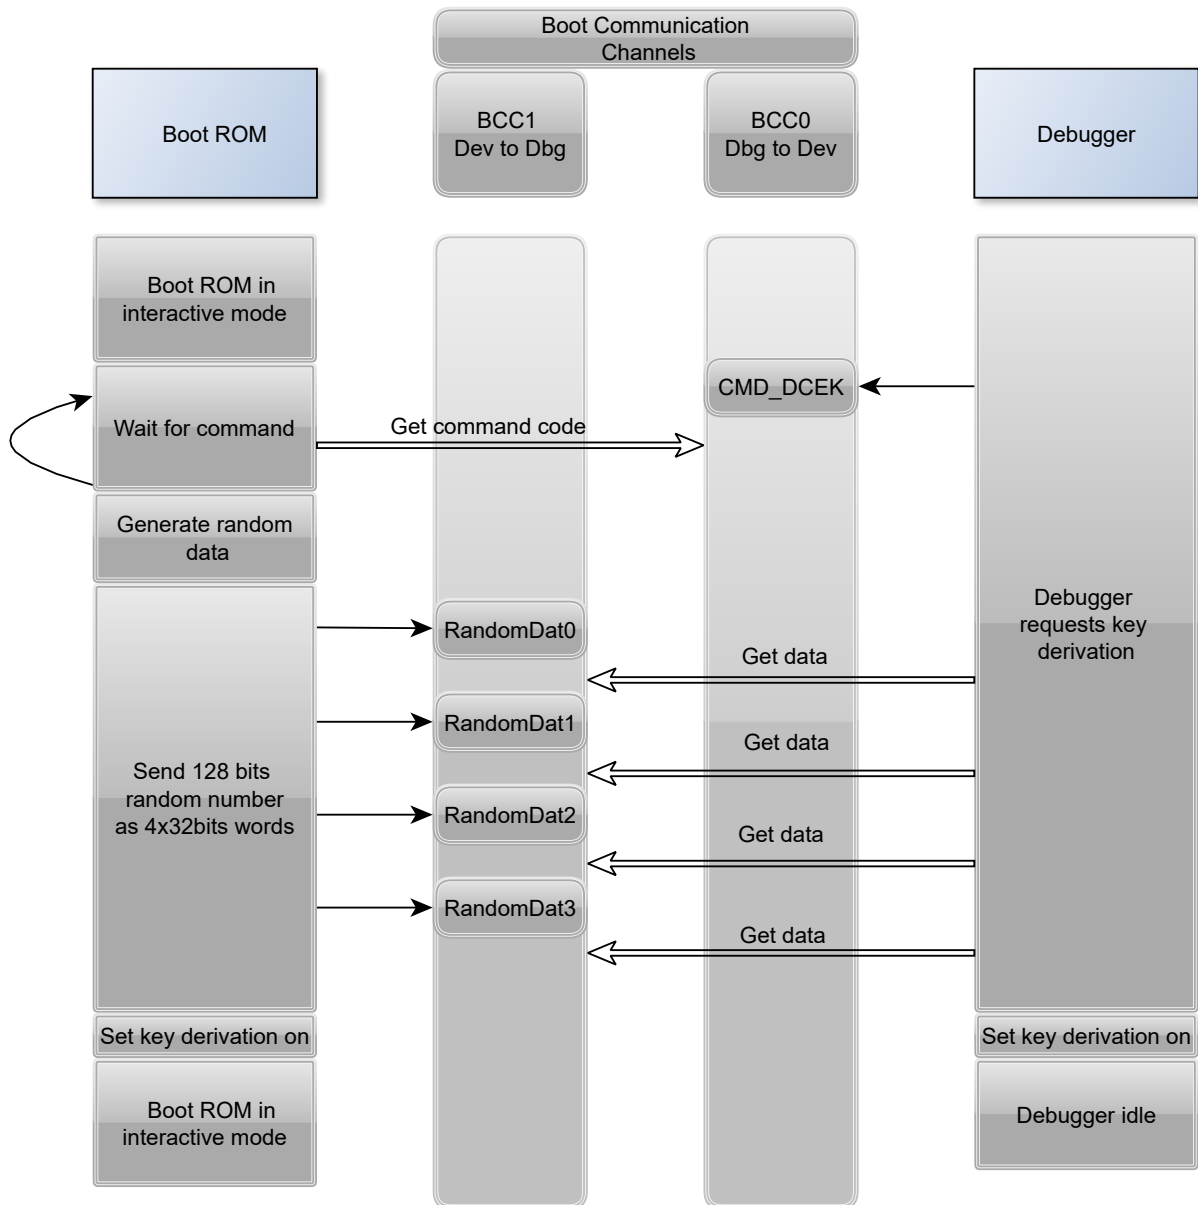 Boot Communication
Channels
Boot ROM
BCC1
Dev to Dbg
BCC0
Dbg to Dev
Debugger
Boot ROM in
interactive mode
CMD_DCEK
Wait for command
Get command code
Generate random
data
Debugger
requests key
derivation
RandomDat0
Get data
RandomDat1
Get data
Send 128 bits
random number
as 4x32bits words
RandomDat2
Get data
RandomDat3
Get data
Set key derivation on
Set key derivation on
Boot ROM in
interactive mode
Debugger idle